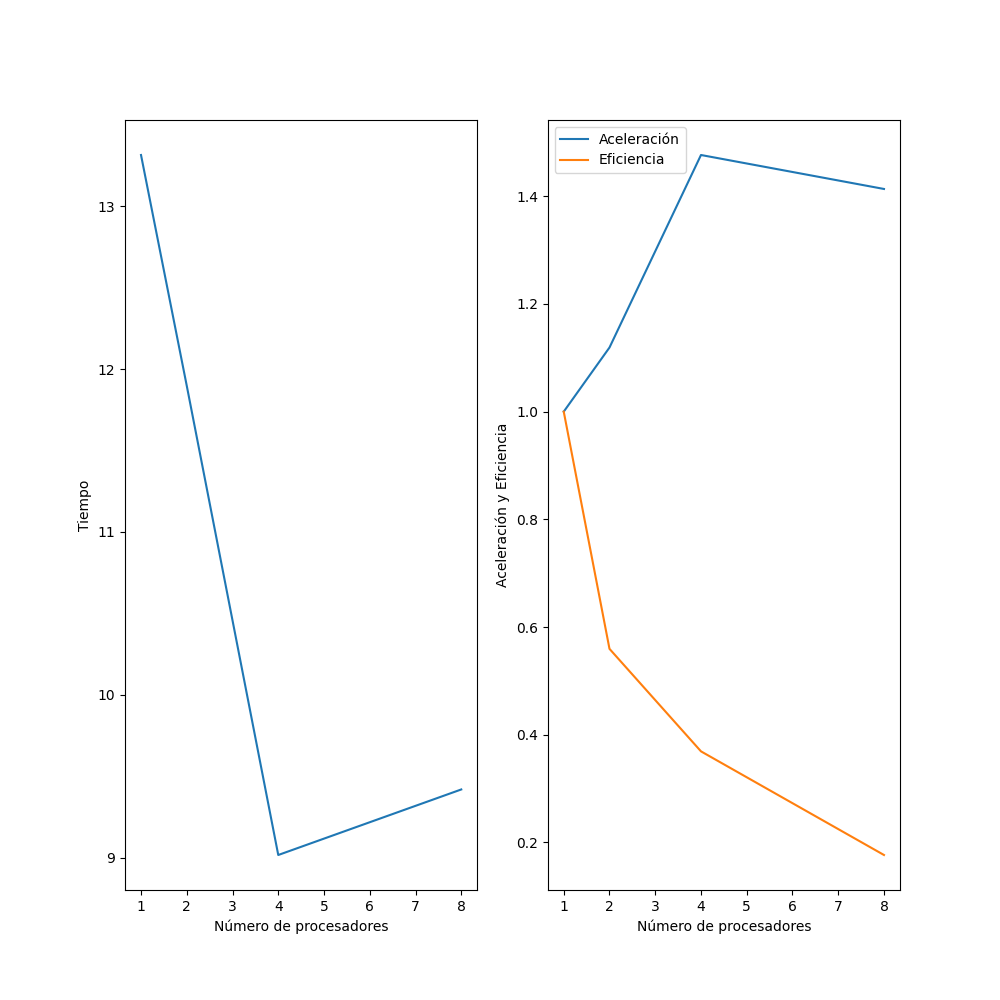 13
12
11
10
9
Tiempo
1 2 3 4 5 6 7 8
Número de procesadores
Aceleración
Eficiencia
1.4
1.2
1.0
0.8
0.6
0.4
0.2
Aceleración y Eficiencia
1 2 3 4 5 6 7 8
Número de procesadores